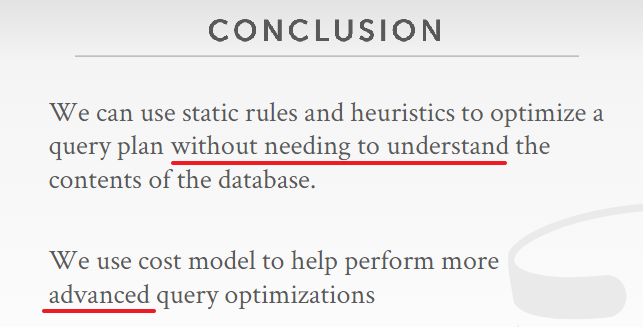 CONCLUSION
We can use static rules and heuristics to optimize a
query plan without needing to understand the
contents of the database.
We use cost model to help perform more
advanced query optimizations